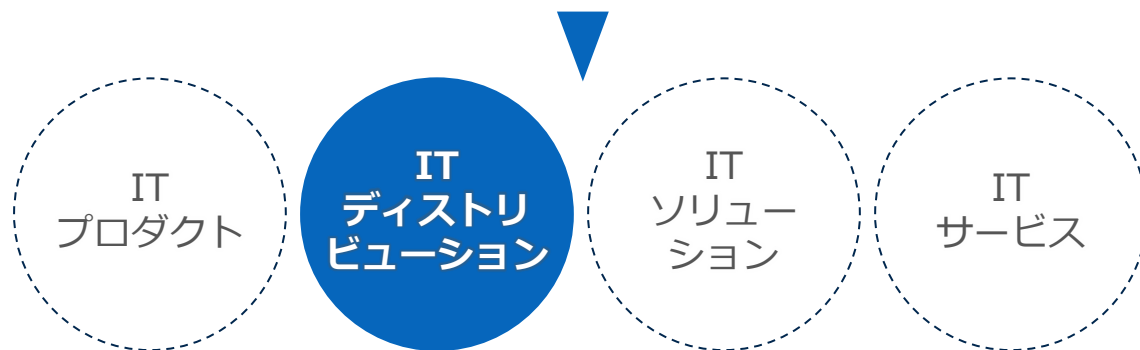 IT
プロダクト
IT
ディストリ
ビューション
IT
ソリュー
ション
IT
サービス